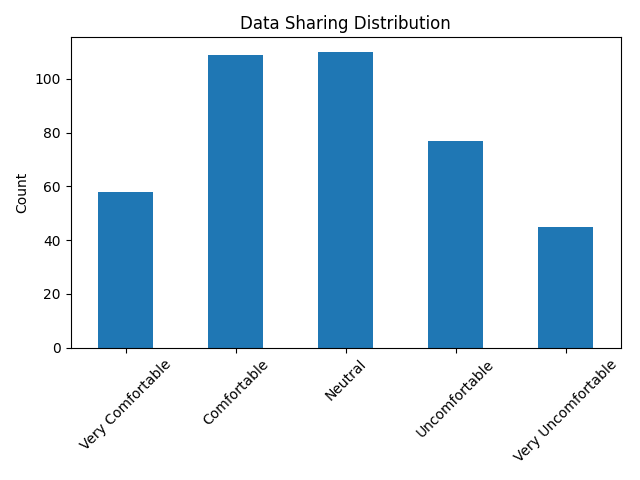 Data Sharing Distribution
Count
100
80
60
40
20
0
Very Comfortable
Comfortable
Neutral
Uncomfortable
Very Uncomfortable